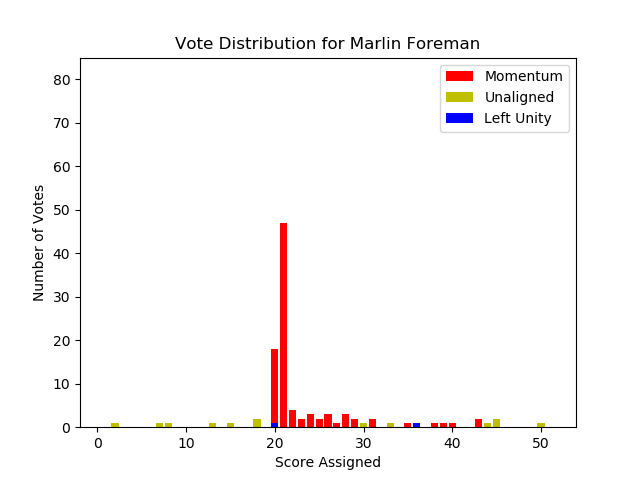 Vote Distribution for Marlin Foreman
Momentum
Unaligned
Left Unity
Number of Votes
80
70
60
50
40
30
20
10
0
0 10 20 30 40 50
Score Assigned